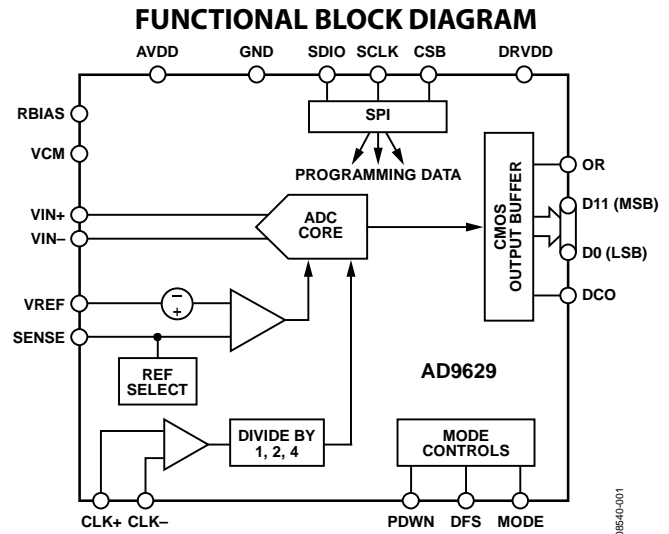 FUNCTIONAL BLOCK DIAGRAM
AVDD GND SDIO SCLK CSB DRVDD
RBIAS
SPI
VCM
PROGRAMMING DATA
OR
VIN+
ADC
CORE
CMOS
OUTPUT BUFFER
D11 (MSB)
VIN–
D0 (LSB)
VREF
–
+
DCO
SENSE
REF
SELECT
AD9629
DIVIDE BY
1, 2, 4
MODE
CONTROLS
CLK+ CLK– PDWN DFS MODE
08540-001